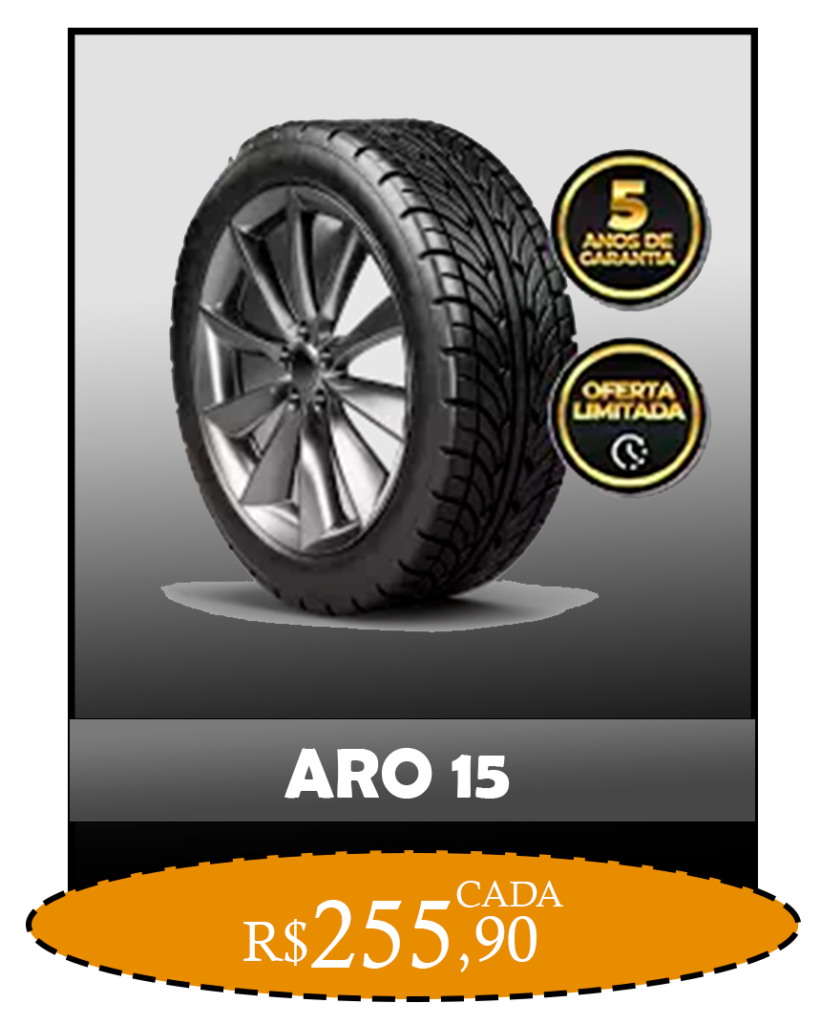 5
ANOS DE
GARANTIA
OFERTA
LIMITADA
ARO 15
R$255,90 CADA